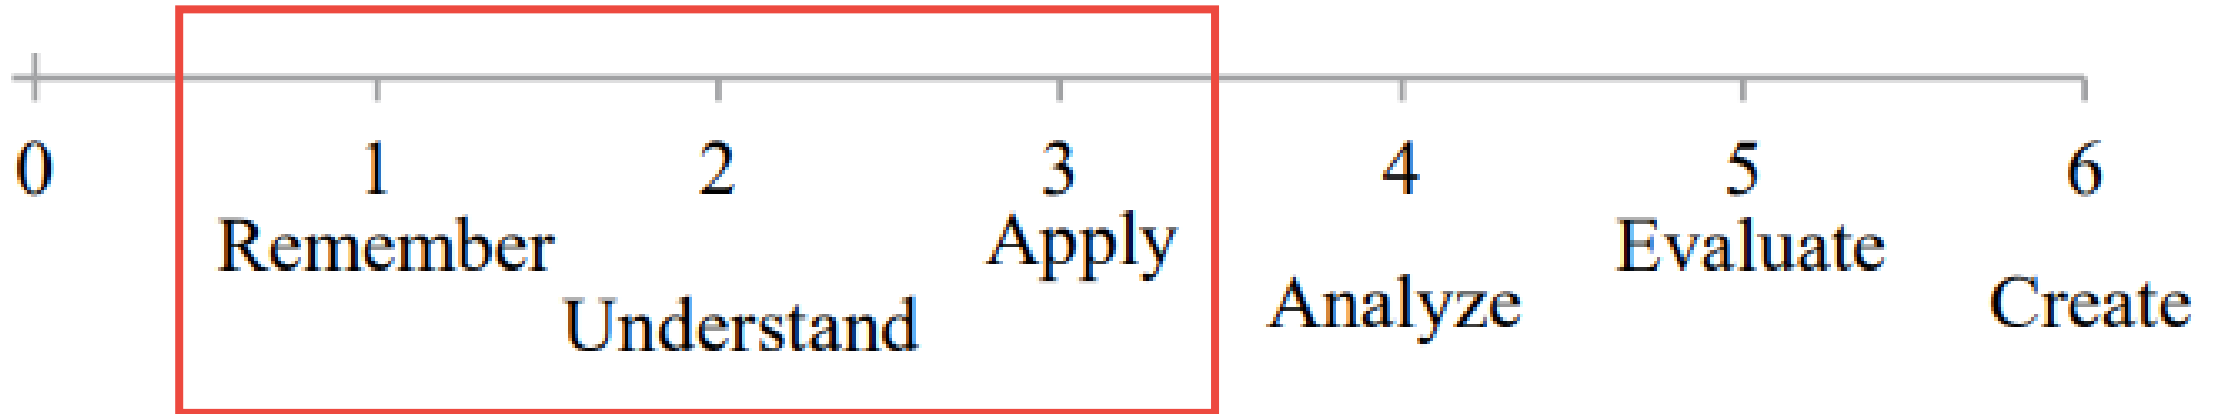 0 1 2 3 4 5 6
Remember Apply Evaluate
Understand Analyze Create